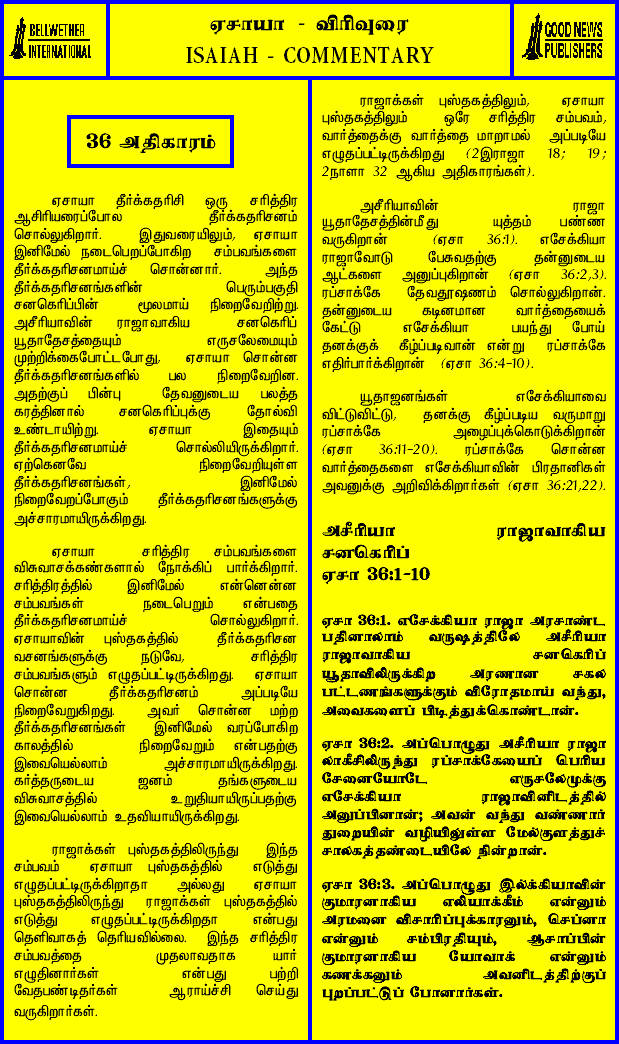 BELLWETHER
INTERNATIONAL
ஏசாயா - விரிவுரை
ISAIAH - COMMENTARY
GOOD NEWS
PUBLISHERS
36 அதிகாரம்
ஏசாயா தீர்க்கதரிசி ஒரு சரித்திர
ஆசிரியரைப்போல தீர்க்கதரிசனம்
சொல்லுகிறார். இதுவரையிலும், ஏசாயா
இனிமேல் நடைபெறப்போகிற சம்பவங்களை
தீர்க்கதரிசனமாய்ச் சொன்னார். அந்த
தீர்க்கதரிசனங்களின் பெரும்பகுதி
சனகெரிப்பின் மூலமாய் நிறைவேறிற்று.
அசீரியாவின் ராஜாவாகிய சனகெரிப்
யூதாதேசத்தையும் எருசலேமையும்
முற்றிக்கைபோட்டபோது, ஏசாயா சொன்ன
தீர்க்கதரிசனங்களில் பல நிறைவேறின.
அதற்குப் பின்பு தேவனுடைய பலத்த
கரத்தினால் சனகெரிப்புக்கு தோல்வி
உண்டாயிற்று. ஏசாயா இதையும்
தீர்க்கதரிசனமாய்ச் சொல்லியிருக்கிறார்.
ஏற்கெனவே நிறைவேறியுள்ள
தீர்க்கதரிசனங்கள், இனிமேல்
நிறைவேறப்போகும் தீர்க்கதரிசனங்களுக்கு
அச்சாரமாயிருக்கிறது.
ஏசாயா சரித்திர சம்பவங்களை
விசுவாசக்கண்களால் நோக்கிப் பார்க்கிறார்.
சரித்திரத்தில் இனிமேல் என்னென்ன
சம்பவங்கள் நடைபெறும் என்பதை
தீர்க்கதரிசனமாய்ச் சொல்லுகிறார்.
ஏசாயாவின் புஸ்தகத்தில் தீர்க்கதரிசன
வசனங்களுக்கு நடுவே, சரித்திர
சம்பவங்களும் எழுதப்பட்டிருக்கிறது. ஏசாயா
சொன்ன தீர்க்கதரிசனம் அப்படியே
நிறைவேறுகிறது. அவர் சொன்ன மற்ற
தீர்க்கதரிசனங்கள் இனிமேல் வரப்போகிற
காலத்தில் நிறைவேறும் என்பதற்கு
இவையெல்லாம் அச்சாரமாயிருக்கிறது.
கர்த்தருடைய ஜனம் தங்களுடைய
விசுவாசத்தில் உறுதியாயிருப்பதற்கு
இவையெல்லாம் உதவியாயிருக்கிறது.
ராஜாக்கள் புஸ்தகத்திலிருந்து இந்த
சம்பவம் ஏசாயா புஸ்தகத்தில் எடுத்து
எழுதப்பட்டிருக்கிறாதா அல்லது ஏசாயா
புஸ்தகத்திலிருந்து ராஜாக்கள் புஸ்தகத்தில்
எடுத்து எழுதப்பட்டிருக்கிறதா என்பது
தெளிவாகத் தெரியவில்லை. இந்த சரித்திர
சம்பவத்தை முதலாவதாக யார்
எழுதினார்கள் என்பது பற்றி
வேதபண்டிதர்கள் ஆராய்ச்சி செய்து
வருகிறார்கள்.
ராஜாக்கள் புஸ்தகத்திலும், ஏசாயா
புஸ்தகத்திலும் ஒரே சரித்திர சம்பவம்,
வார்த்தைக்கு வார்த்தை மாறாமல் அப்படியே
எழுதப்பட்டிருக்கிறது (2இராஜா 18; 19;
2நாளா 32 ஆகிய அதிகாரங்கள்).
அசீரியாவின் ராஜா
யூதாதேசத்தின்மீது யுத்தம் பண்ண
வருகிறான் (ஏசா 36:1). எசேக்கியா
ராஜாவோடு பேசுவதற்கு தன்னுடைய
ஆட்களை அனுப்புகிறான் (ஏசா 36:2,3).
ரப்சாக்கே தேவதூஷணம் சொல்லுகிறான்.
தன்னுடைய கடினமான வார்த்தையைக்
கேட்டு எசேக்கியா பயந்து போய்
தனக்குக் கீழ்ப்படிவான் என்று ரப்சாக்கே
எதிர்பார்க்கிறான் (ஏசா 36:4-10).
யூதாஜனங்கள் எசேக்கியாவை
விட்டுவிட்டு, தனக்கு கீழ்ப்படிய வருமாறு
ரப்சாக்கே அழைப்புக்கொடுக்கிறான்
(ஏசா 36:11-20). ரப்சாக்கே சொன்ன
வார்த்தைகளை எசேக்கியாவின் பிரதானிகள்
அவனுக்கு அறிவிக்கிறார்கள் (ஏசா 36:21,22).
அசீரியா ராஜாவாகிய
சனகெரிப்
ஏசா 36:1-10
ஏசா 36:1. எசேக்கியா ராஜா அரசாண்ட
பதினாலாம் வருஷத்திலே அசீரியா
ராஜாவாகிய சனகெரிப்
யூதாவிலிருக்கிற அரணான சகல
பட்டணங்களுக்கும் விரோதமாய் வந்து,
அவைகளைப் பிடித்துக்கொண்டான்.
ஏசா 36:2. அப்பொழுது அசீரியா ராஜா
லாகீசிலிருந்து ரப்சாக்கேயைப் பெரிய
சேனையோடே எருசலேமுக்கு
எசேக்கியா ராஜாவினிடத்தில்
அனுப்பினான்; அவன் வந்து வண்ணார்
துறையின் வழியிலுள்ள மேல்குளத்துச்
சாலகத்தண்டையிலே நின்றான்.
ஏசா 36:3. அப்பொழுது இல்க்கியாவின்
குமாரனாகிய எலியாக்கீம் என்னும்
அரமனை விசாரிப்புக்காரனும், செப்னா
என்னும் சம்பிரதியும், ஆசாப்பின்
குமாரனாகிய யோவாக் என்னும்
கணக்கனும் அவனிடத்திற்குப்
புறப்பட்டுப் போனார்கள்.